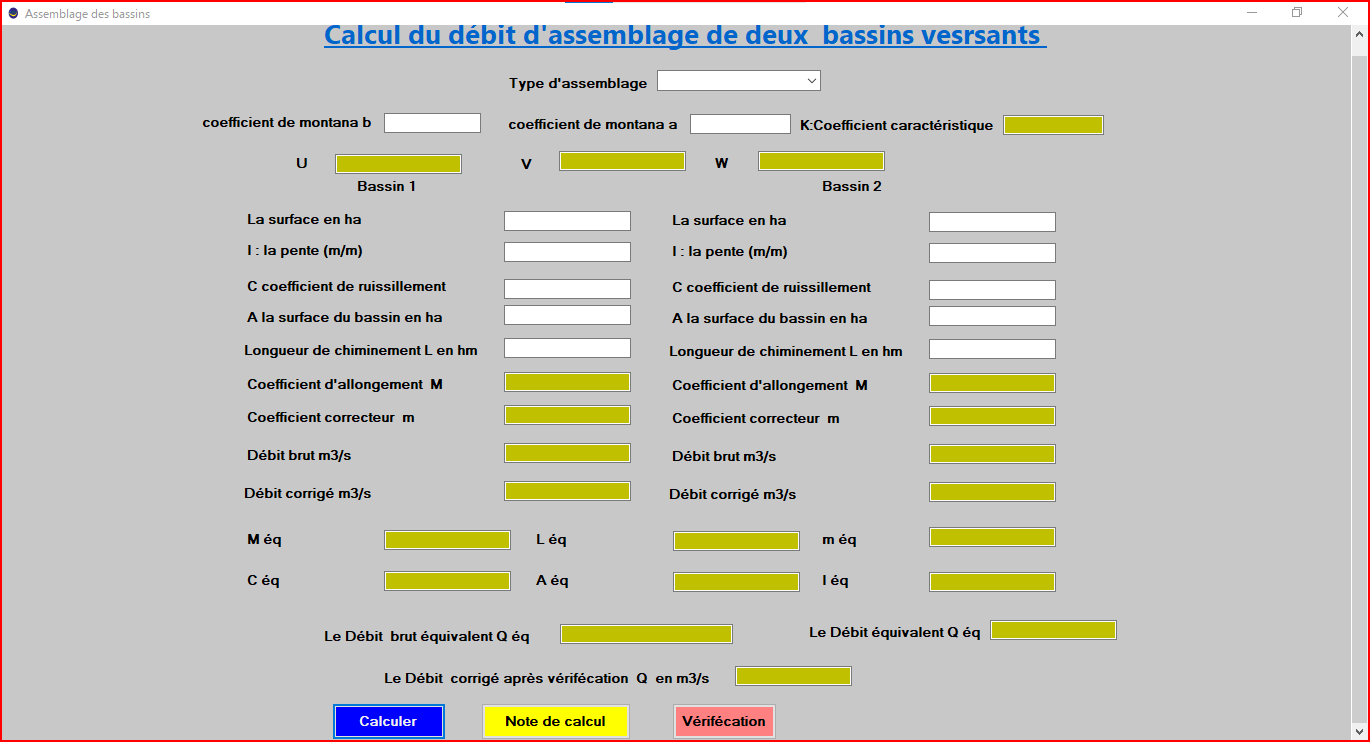 Assemblage des bassins
Calcul du débit d'assemblage de deux bassins vesrsants
Type d'assemblage
coefficient de montana b coefficient de montana a K:Coefficient caractéristique
U V W
Bassin 1 Bassin 2
La surface en ha La surface en ha
I : la pente (m/m) I : la pente (m/m)
C coefficient de ruissillement C coefficient de ruissillement
A la surface du bassin en ha A la surface du bassin en ha
Longueur de chiminement L en hm Longueur de chiminement L en hm
Coefficient d'allongement M Coefficient d'allongement M
Coefficient correcteur m Coefficient correcteur m
Débit brut m3/s Débit brut m3/s
Débit corrigé m3/s Débit corrigé m3/s
M éq L éq m éq
C éq A éq I éq
Le Débit brut équivalent Q éq Le Débit équivalent Q éq
Le Débit corrigé après vérifécation Q en m3/s
Calculer Note de calcul Vérifécation